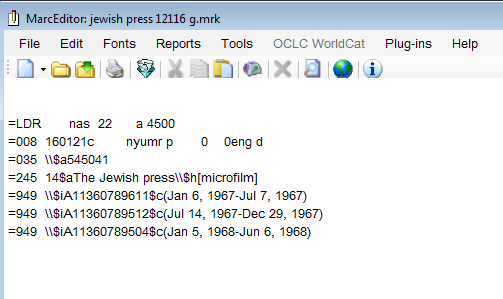 MarcEditor: jewish press 12116 g.mrk
File Edit Fonts Reports Tools OCLC WorldCat Plug-ins Help
=LDR nas 22 a 4500
=008 160121c nyumr p 0 0eng d
=035 \\$a545041
=245 14$aThe Jewish press\\$h[microfilm]
=949 \\$iA11360789611$c(Jan 6, 1967-Jul 7, 1967)
=949 \\$iA11360789512$c(Jul 14, 1967-Dec 29, 1967)
=949 \\$iA11360789504$c(Jan 5, 1968-Jun 6, 1968)